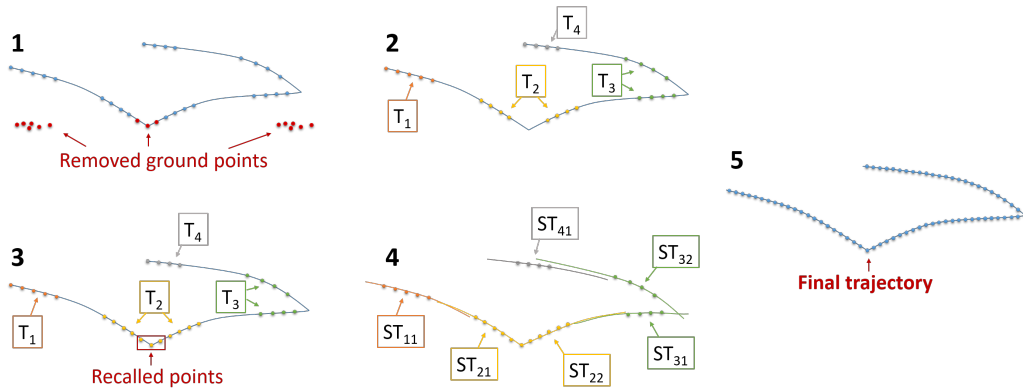 1
Removed ground points
2
T4
T2
T3
T1
3
T4
T2
T3
T1
Recalled points
4
ST41
ST32
ST11
ST21
ST22
ST31
5
Final trajectory